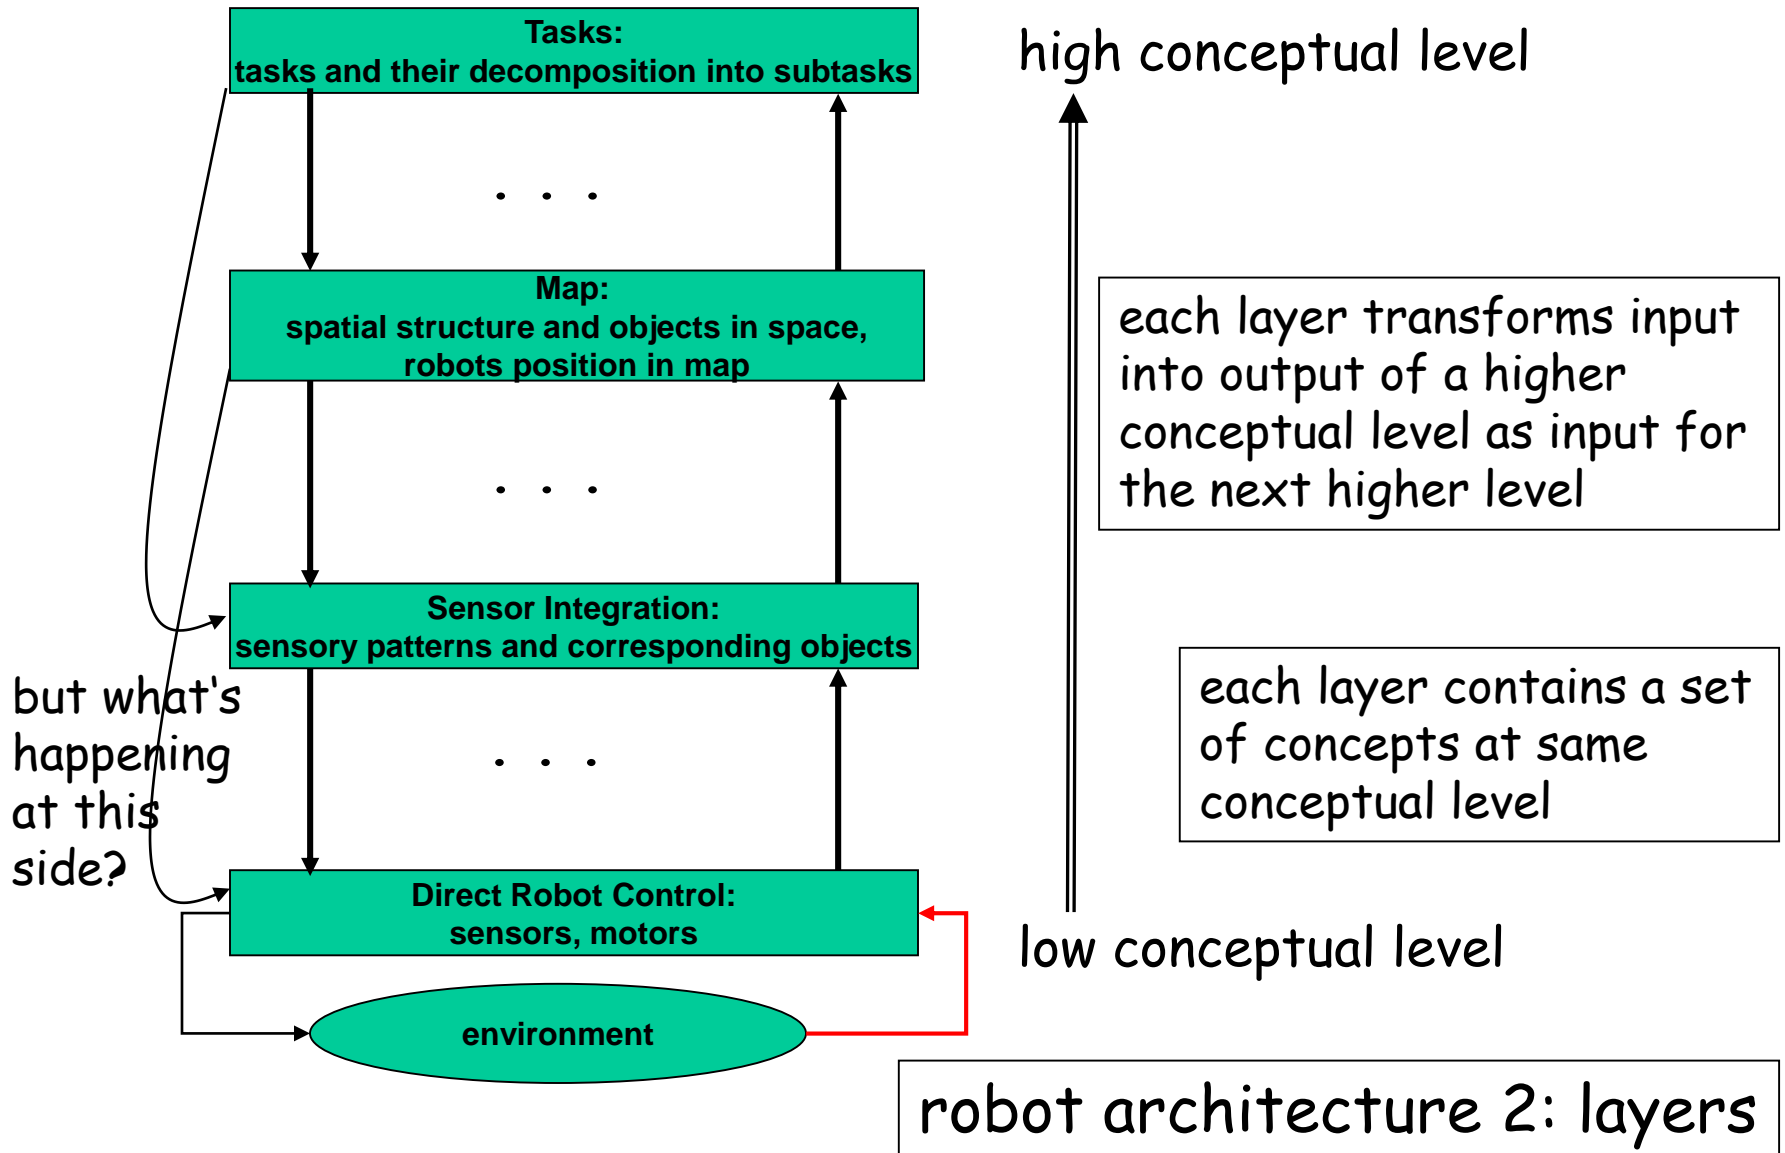 Tasks:
tasks and their decomposition into subtasks
high conceptual level
. . .
Map:
spatial structure and objects in space,
robots position in map
each layer transforms input
into output of a higher
conceptual level as input for
the next higher level
. . .
Sensor Integration:
sensory patterns and corresponding objects
but what's
happening
at this
side?
each layer contains a set
of concepts at same
conceptual level
. . .
Direct Robot Control:
sensors, motors
low conceptual level
environment
robot architecture 2: layers